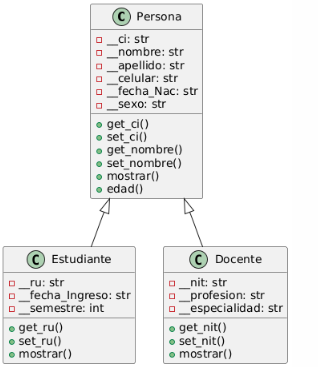 C Persona
__ci: str
__nombre: str
__apellido: str
__celular: str
__fecha_Nac: str
__sexo: str
get_ci()
set_ci()
get_nombre()
set_nombre()
mostrar()
edad()
C Estudiante
__ru: str
__fecha_Ingreso: str
__semestre: int
get_ru()
set_ru()
mostrar()
C Docente
__nit: str
__profesion: str
__especialidad: str
get_nit()
set_nit()
mostrar()